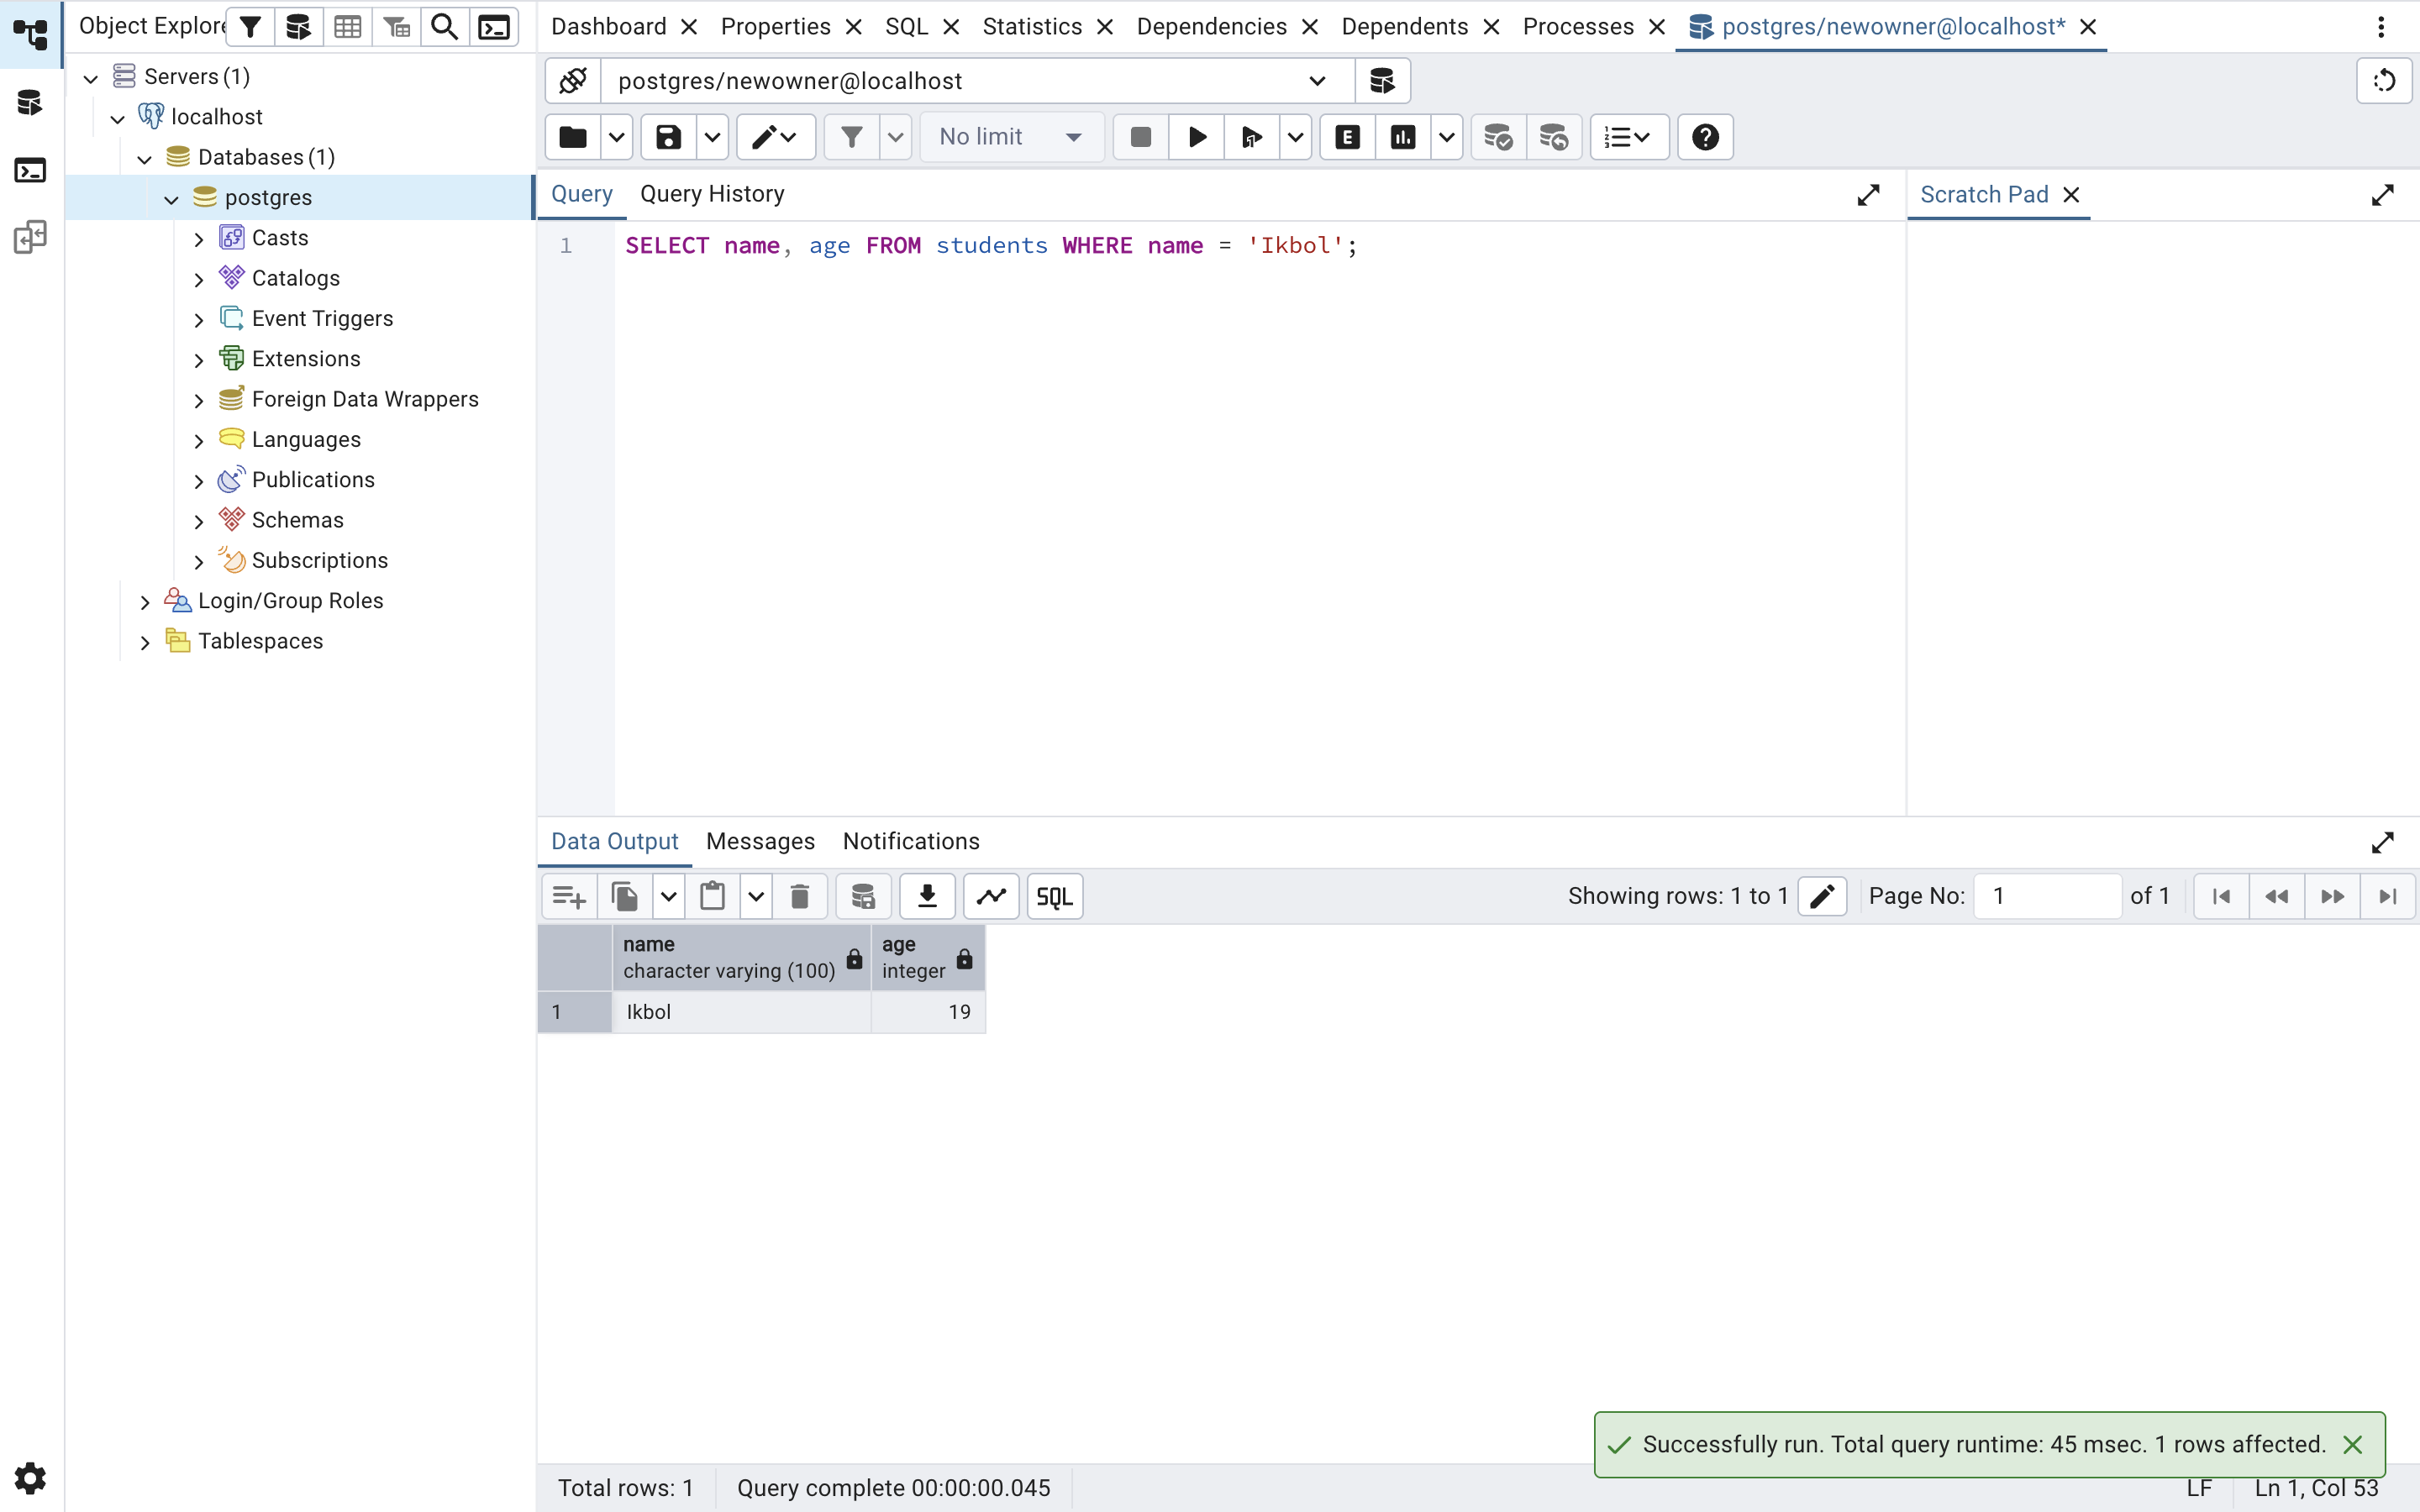 Object Explore
Dashboard
Properties
SQL
Statistics
Dependencies
Dependents
Processes
postgres/newowner@localhost*
Servers (1)
localhost
Databases (1)
postgres
Casts
Catalogs
Event Triggers
Extensions
Foreign Data Wrappers
Languages
Publications
Schemas
Subscriptions
Login/Group Roles
Tablespaces
postgres/newowner@localhost
No limit
E
Query
Query History
Scratch Pad
1
SELECT name, age FROM students WHERE name = 'Ikbol';
Data Output
Messages
Notifications
SQL
Showing rows: 1 to 1
Page No: 1 of 1
name
character varying (100)
age
integer
1 Ikbol 19
Successfully run. Total query runtime: 45 msec. 1 rows affected.
Total rows: 1
Query complete 00:00:00.045
LF
Ln 1, Col 53